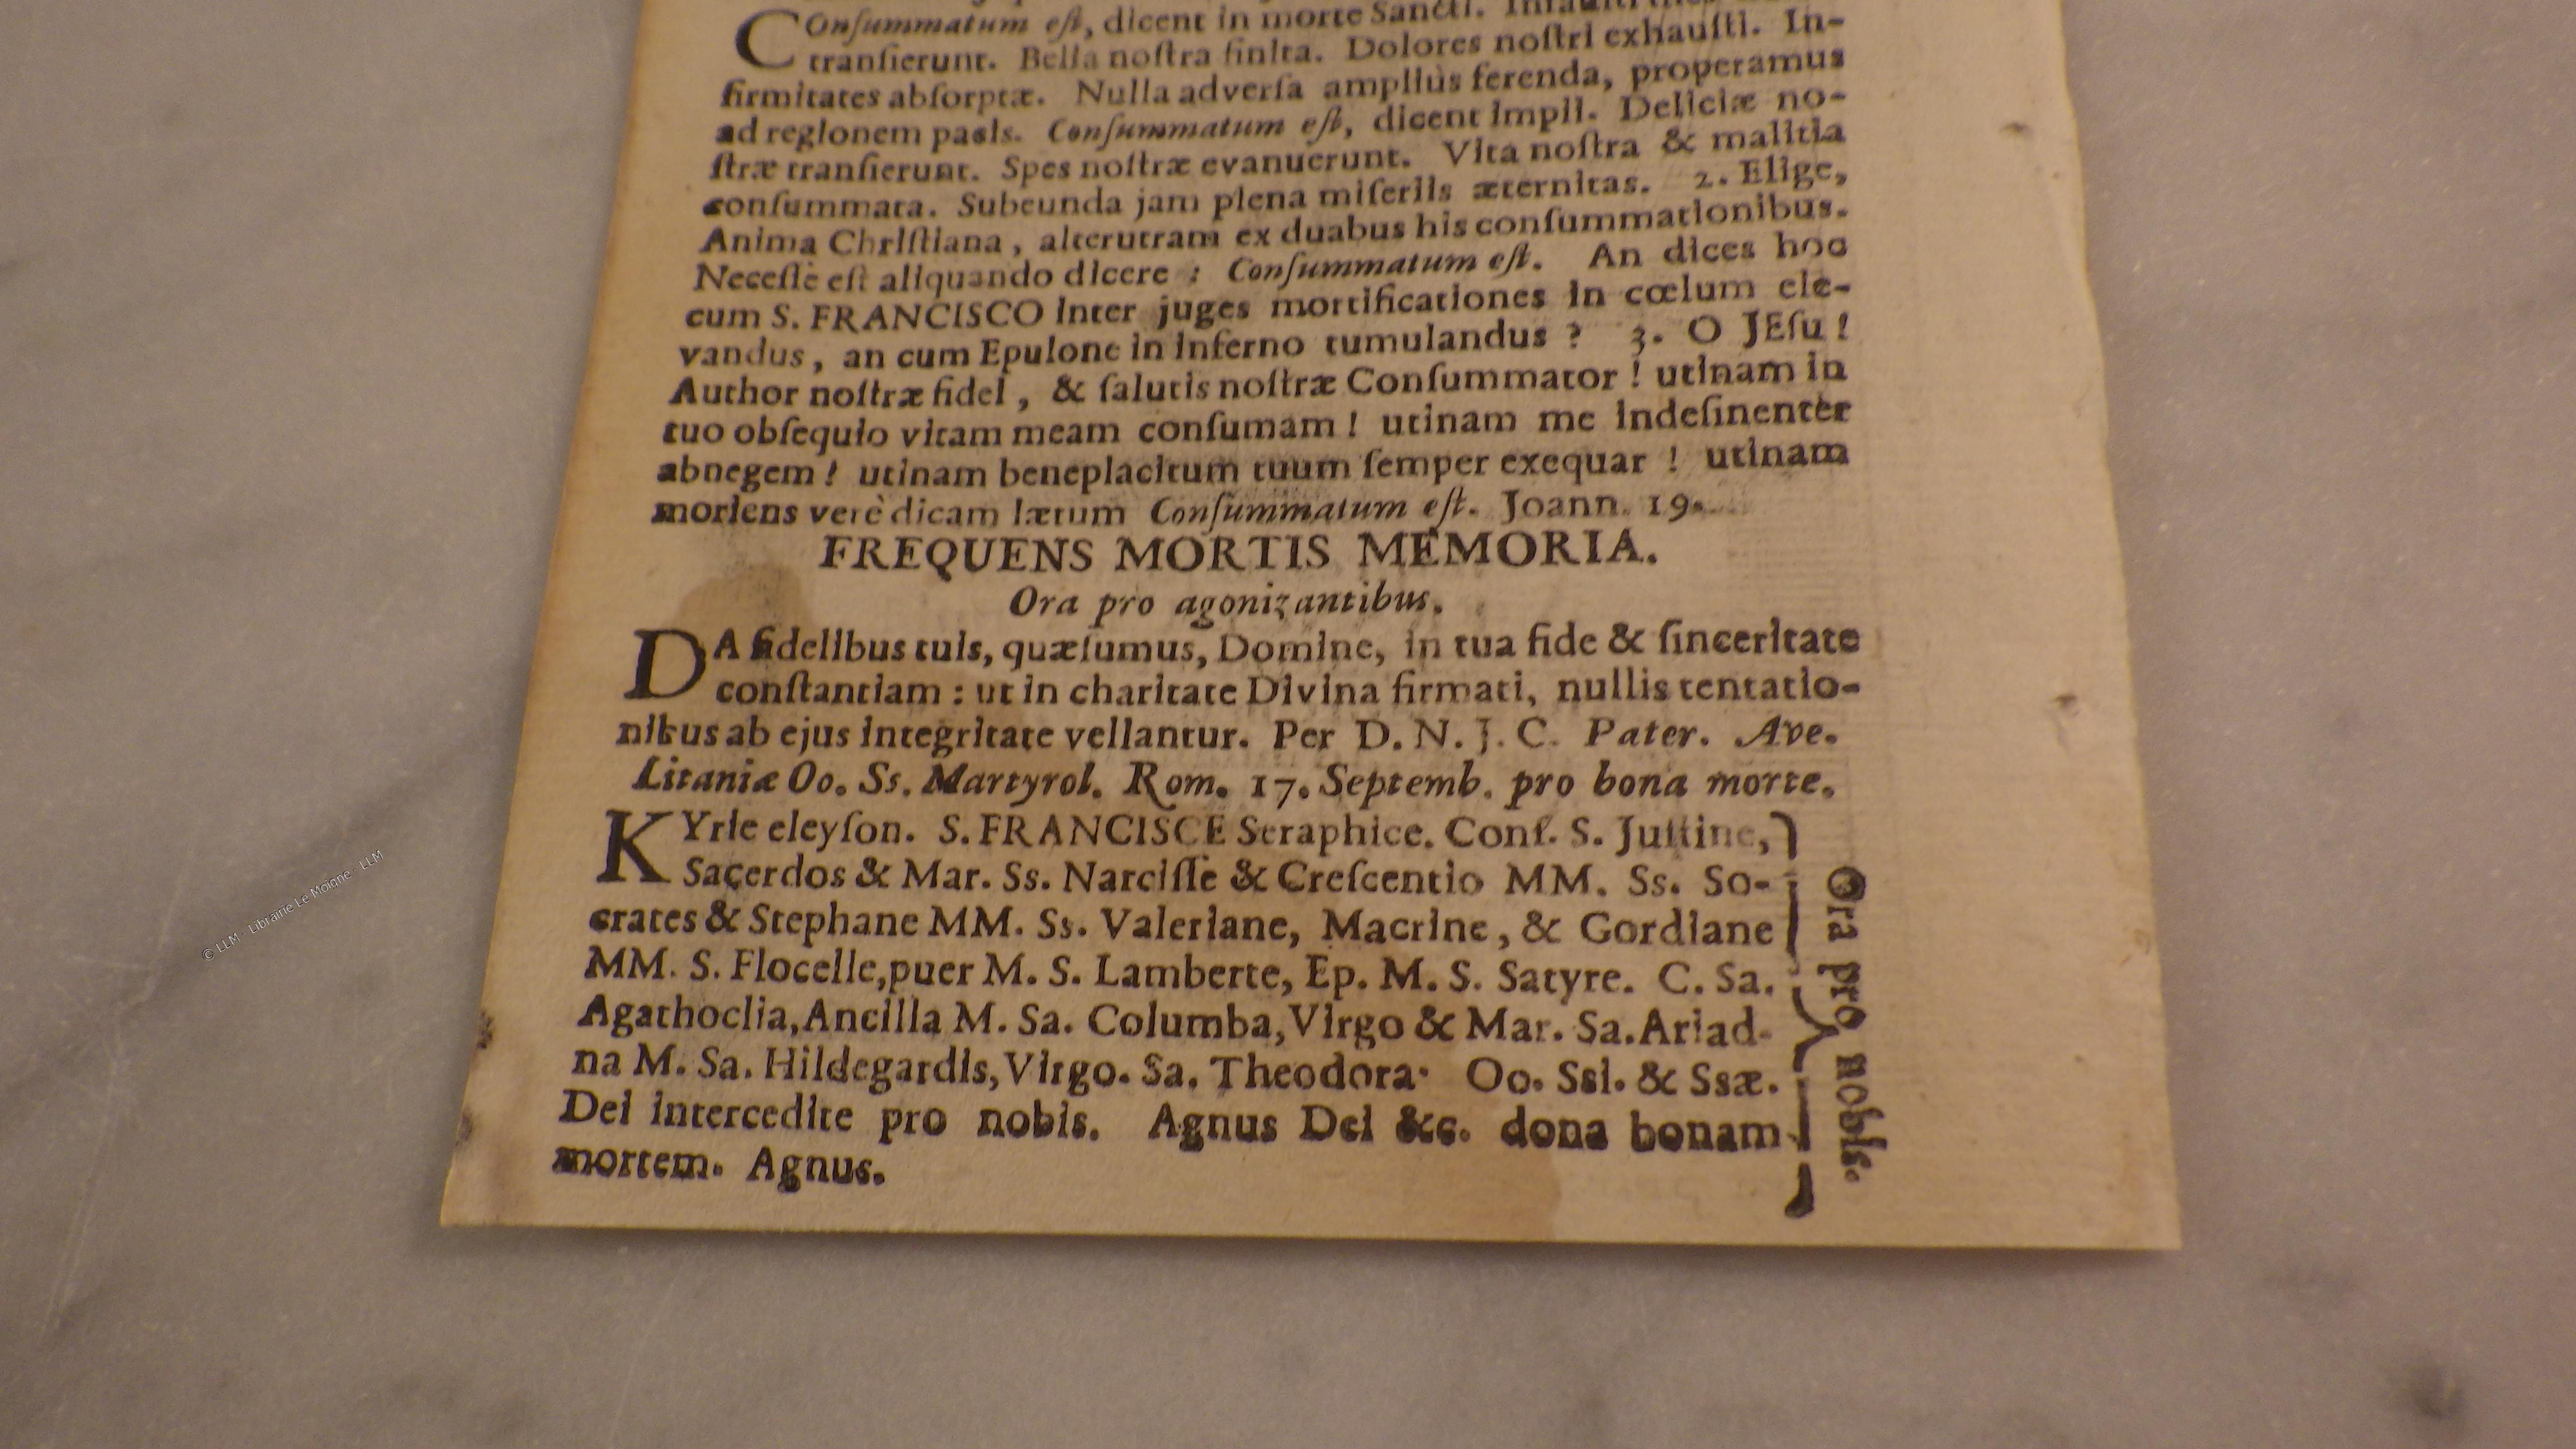 COnſummatum eſt, dicent in morte Sancti.
tranſierunt. Bella noſtra finita. Dolores noſtri exhauſti. In-
firmitates abſorptæ. Nulla adverſa ampliùs ferenda, properamus
ad regionem pacis. Conſummatum eſt, dicent impii. Deliciæ no-
ſtræ tranſierunt. Spes noſtræ evanuerunt. Vita noſtra & malitia
conſummata. Subeunda jam plena miſeriis æternitas. 2. Elige,
Anima Chriſtiana, alterutram ex duabus his conſummationibus.
Neceſſe eſt aliquando dicere : Conſummatum eſt. An dices hoc
cum S. FRANCISCO inter juges mortificationes in cœlum ele-
vandus, an cum Epulone in inferno tumulandus ? 3. O JEſu !
Author noſtræ fidei, & ſalutis noſtræ Conſummator ! utinam in
tuo obſequio vitam meam conſumam ! utinam me indeſinenter
abnegem ! utinam beneplacitum tuum ſemper exequar ! utinam
moriens verè dicam lætum Conſummatum eſt. Joann. 19.
FREQUENS MORTIS MEMORIA.
Ora pro agonizantibus.
DA fidelibus tuis, quæſumus, Domine, in tua fide & ſinceritate
conſtantiam : ut in charitate Divina firmati, nullis tentatio-
nibus ab ejus integritate vellantur. Per D. N. J. C. Pater. Ave.
Litaniæ Oo. Ss. Martyrol. Rom. 17. Septemb. pro bona morte.
KYrie eleyſon. S. FRANCISCE Seraphice. Conf. S. Juſtine,
Sacerdos & Mar. Ss. Narciſſe & Creſcentio MM. Ss. So-
crates & Stephane MM. Ss. Valeriane, Macrine, & Gordiane
MM. S. Flocelle, puer M. S. Lamberte, Ep. M. S. Satyre. C. Sa.
Agathoclia, Ancilla M. Sa. Columba, Virgo & Mar. Sa. Ariad-
na M. Sa. Hildegardis, Virgo. Sa. Theodora. Oo. Ssi. & Ssæ.
Dei intercedite pro nobis. Agnus Dei &c. dona bonam
mortem. Agnus.
Ora pro nobis.
© LLM - Librairie Le Moigne - LLM